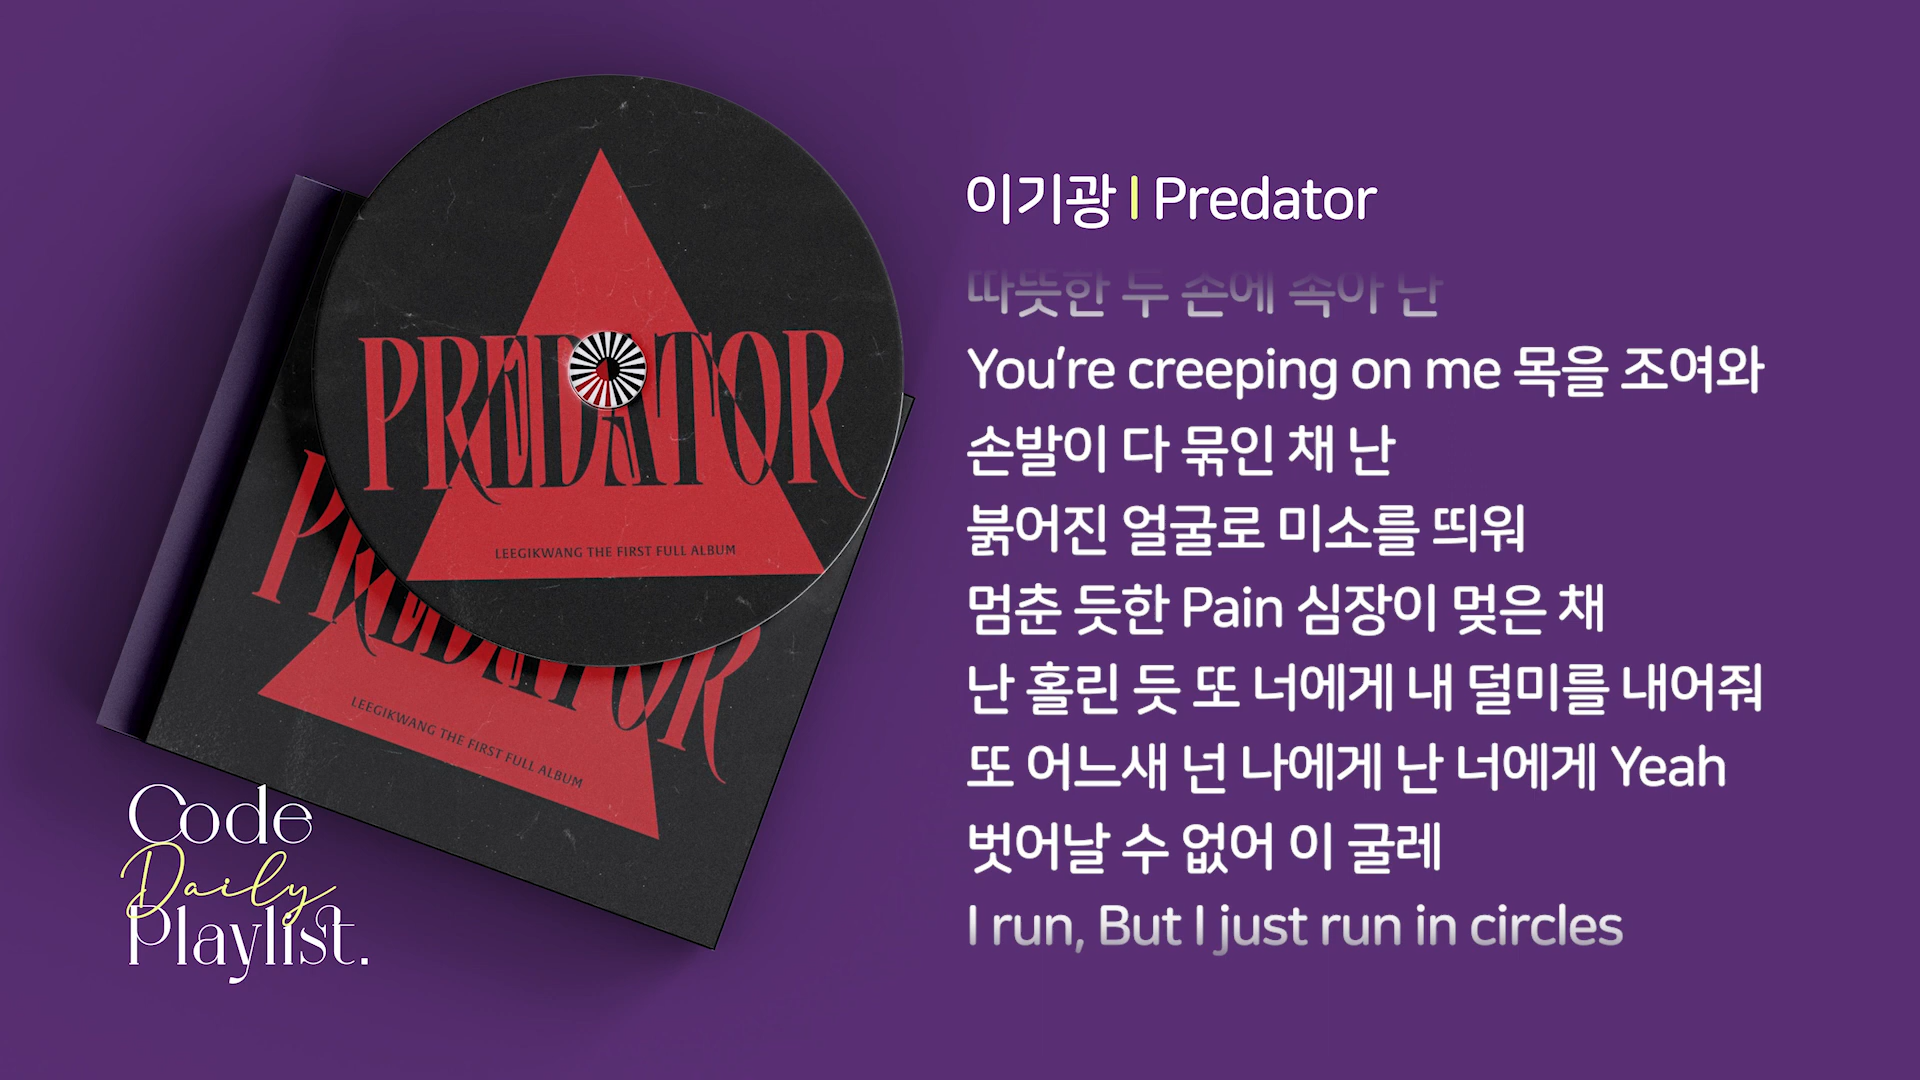 PREDATOR
LEEGIKWANG THE FIRST FULL ALBUM
PREDATOR
LEEGIKWANG THE FIRST FULL ALBUM
Code
Daily
Playlist.
이기광 | Predator
따뜻한 두 손에 속아 난
You're creeping on me 목을 조여와
손발이 다 묶인 채 난
붉어진 얼굴로 미소를 띄워
멈춘 듯한 Pain 심장이 멎은 채
난 홀린 듯 또 너에게 내 덜미를 내어줘
또 어느새 넌 나에게 난 너에게 Yeah
벗어날 수 없어 이 굴레
I run, But I just run in circles